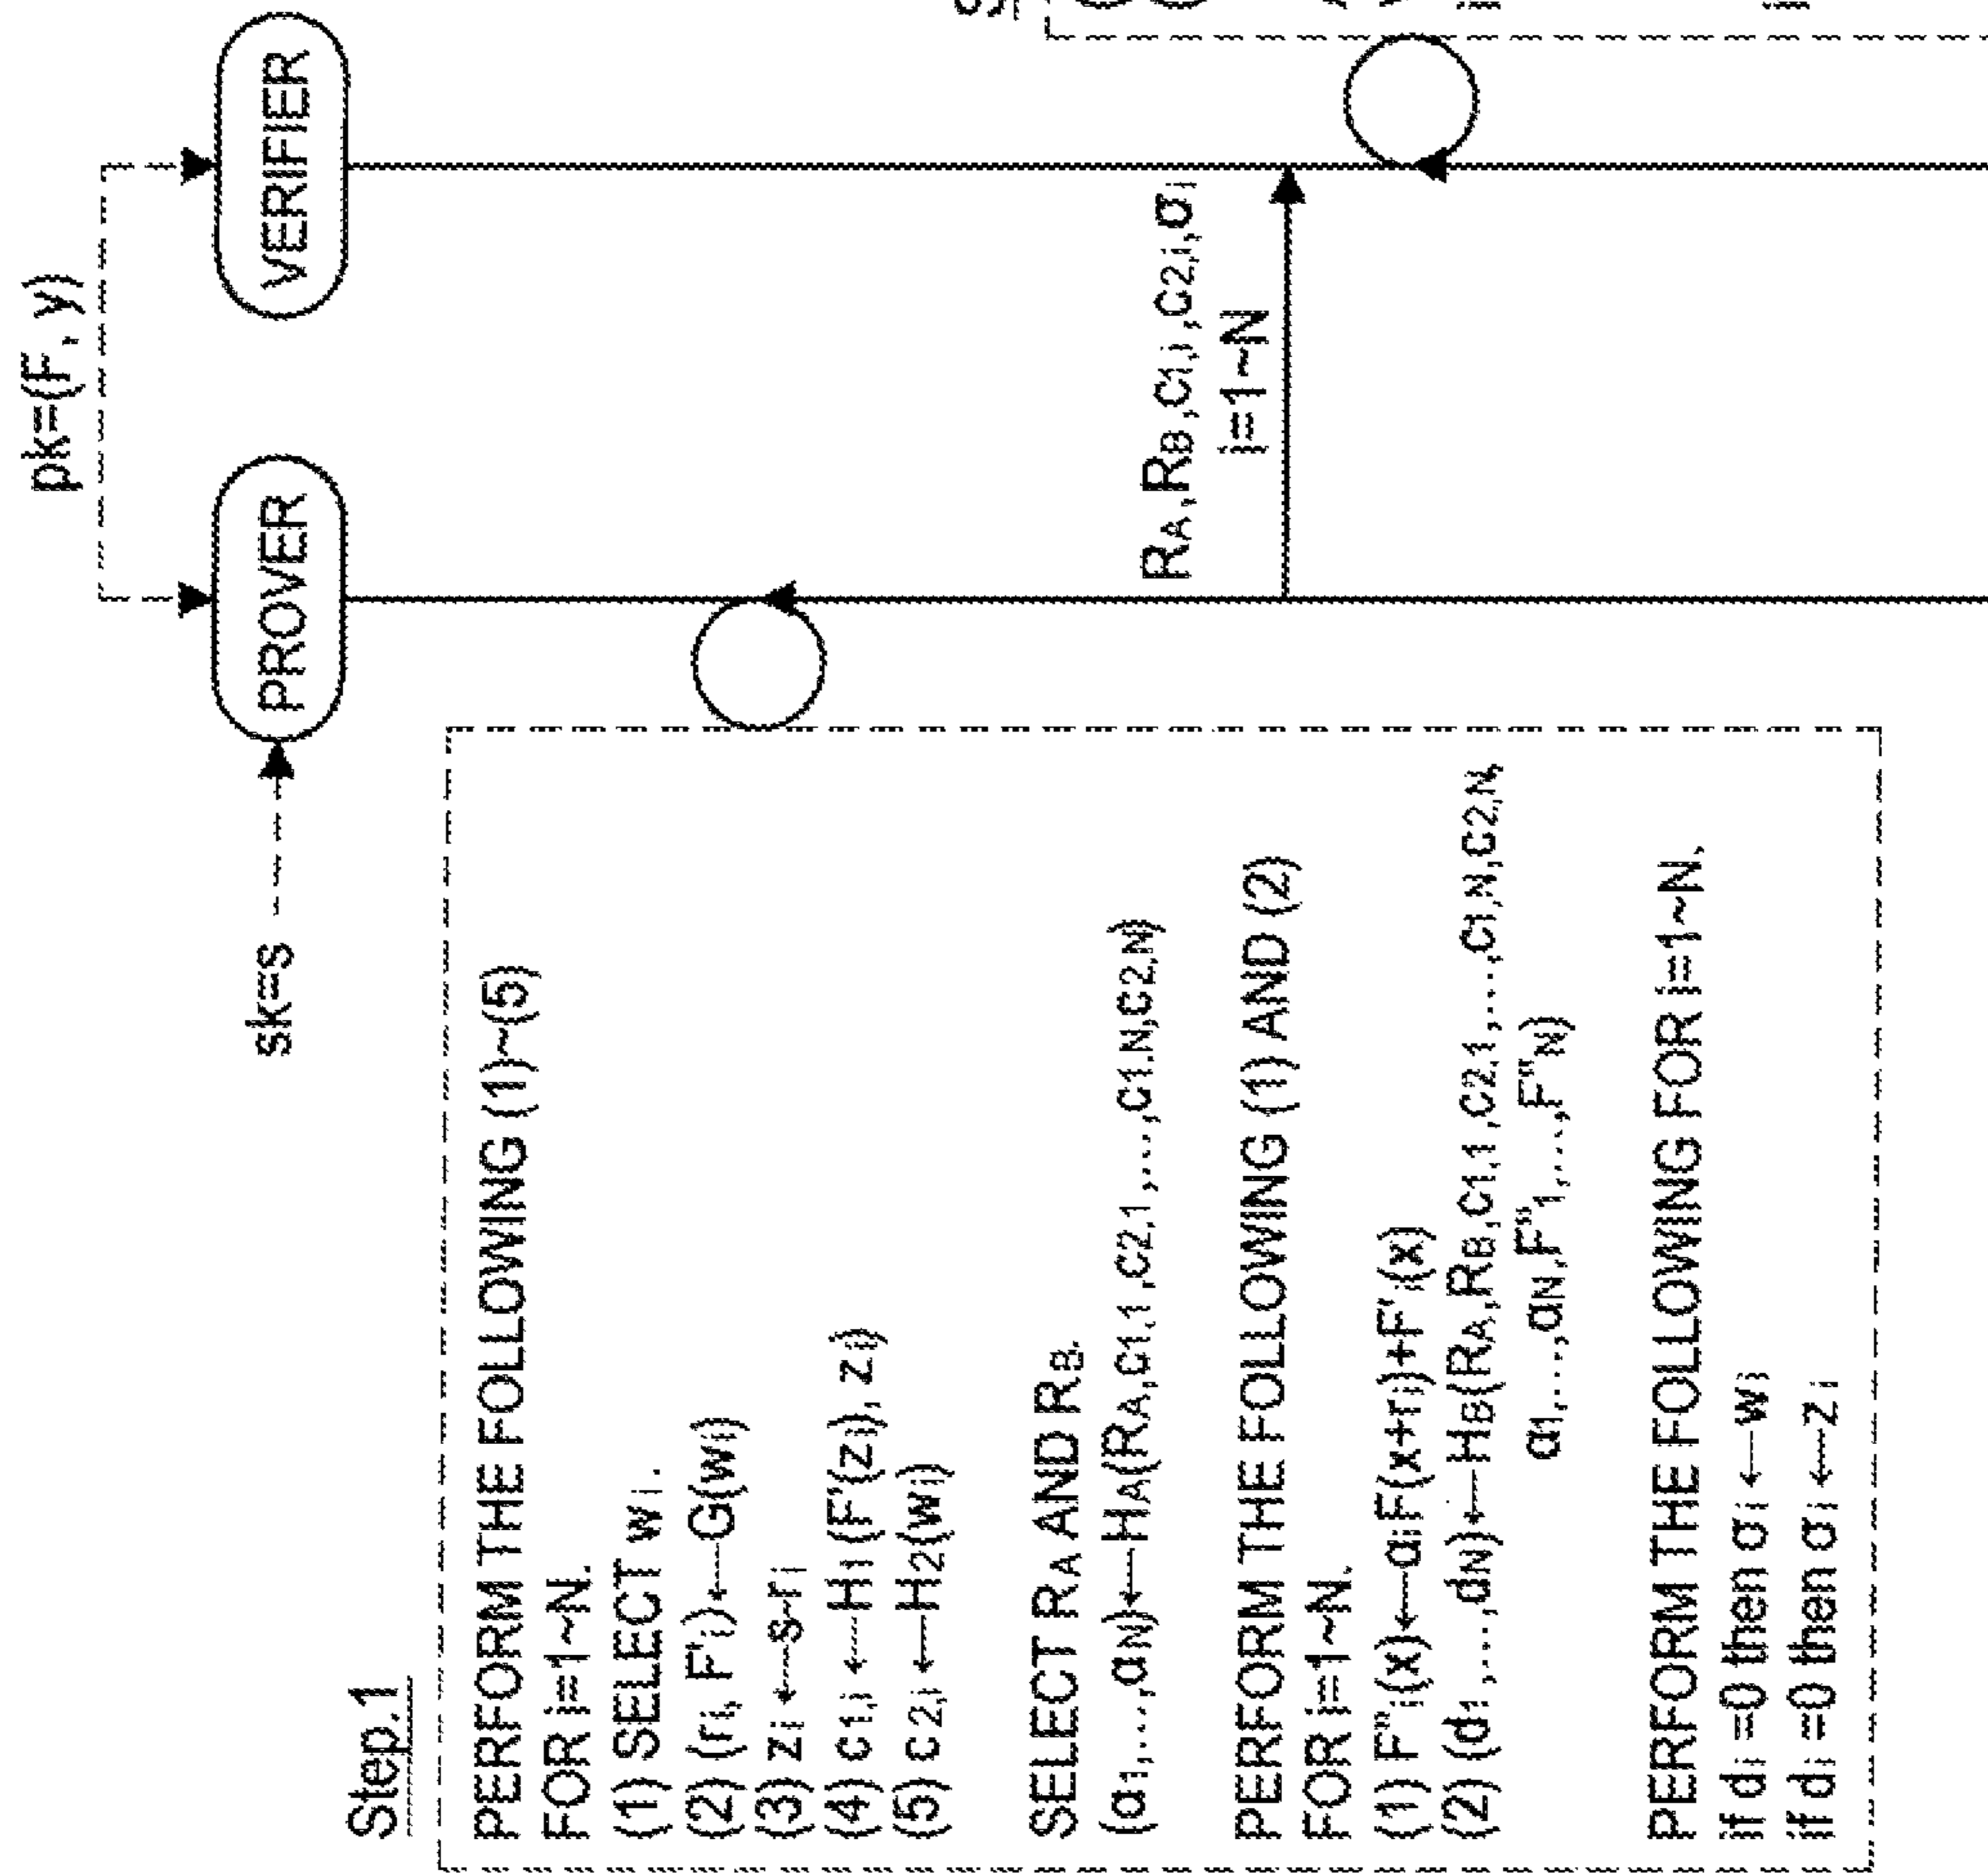 pk=(F, y)
sk=s
PROVER
VERIFIER
Step.1
PERFORM THE FOLLOWING (1)~(5)
FOR i=1~N.
(1) SELECT wi.
(2) (ri, F'i)←G(wi)
(3) zi←s-ri
(4) c1,i←H1(F'(zi), zi)
(5) c2,i←H2(wi)
SELECT RA AND RB.
(α1,...,αN)←HA(RA,c1,1,c2,1,...,c1,N,c2,N)
PERFORM THE FOLLOWING (1) AND (2)
FOR i=1~N.
(1) F''i(x)←αiF(x+ri)+F'i(x)
(2) (d1,...,dN)←HB(RA,RB,c1,1,c2,1,...,c1,N,c2,N,
α1,...,αN,F''1,...,F''N)
PERFORM THE FOLLOWING FOR i=1~N.
if di=0 then σi←wi
if di=0 then σi←zi
RA,RB,c1,i,c2,i,σi
i=1~N